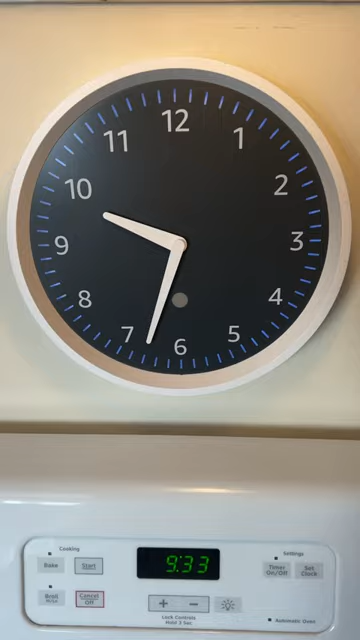 12
11 1
10 2
9 3
8 4
7 5
6
Cooking
Settings
9:33
Bake Start
Timer On/Off
Set Clock
Broil Hi/Lo
Cancel Off
+ −
Lock Controls
Hold 3 Sec
Automatic Oven